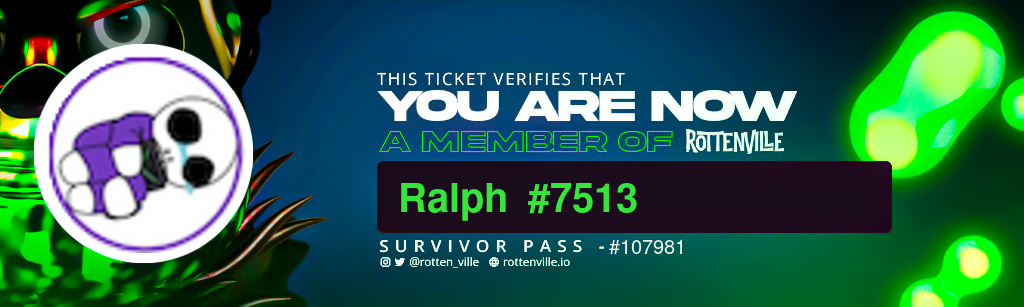 THIS TICKET VERIFIES THAT
YOU ARE NOW
A MEMBER OF ROTTENVILLE
Ralph #7513
SURVIVOR PASS - #107981
@rotten_ville rottenville.io